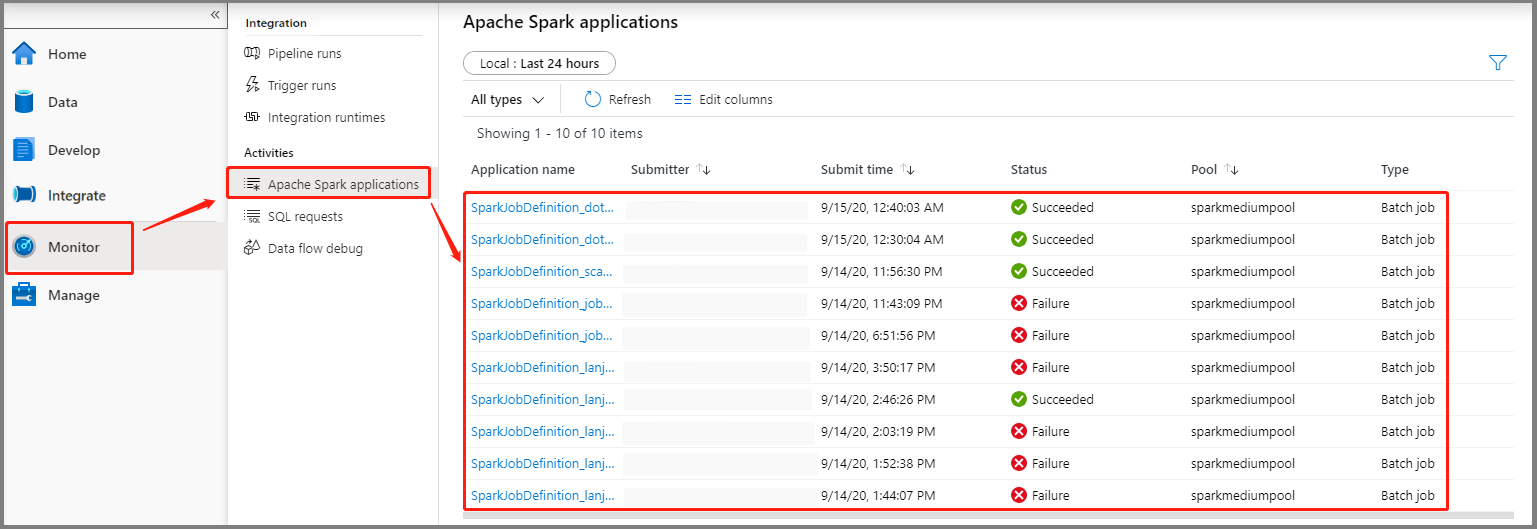 «
Home
Data
Develop
Integrate
Monitor
Manage
Integration
Pipeline runs
Trigger runs
Integration runtimes
Activities
Apache Spark applications
SQL requests
Data flow debug
Apache Spark applications
Local : Last 24 hours
All types Refresh Edit columns
Showing 1 - 10 of 10 items
Application name Submitter ↑↓ Submit time ↑↓ Status Pool ↑↓ Type
SparkJobDefinition_dot... 9/15/20, 12:40:03 AM Succeeded sparkmediumpool Batch job
SparkJobDefinition_dot... 9/15/20, 12:30:04 AM Succeeded sparkmediumpool Batch job
SparkJobDefinition_sca... 9/14/20, 11:56:30 PM Succeeded sparkmediumpool Batch job
SparkJobDefinition_job... 9/14/20, 11:43:09 PM Failure sparkmediumpool Batch job
SparkJobDefinition_job... 9/14/20, 6:51:56 PM Failure sparkmediumpool Batch job
SparkJobDefinition_lanj... 9/14/20, 3:50:17 PM Failure sparkmediumpool Batch job
SparkJobDefinition_lanj... 9/14/20, 2:46:26 PM Succeeded sparkmediumpool Batch job
SparkJobDefinition_lanj... 9/14/20, 2:03:19 PM Failure sparkmediumpool Batch job
SparkJobDefinition_lanj... 9/14/20, 1:52:38 PM Failure sparkmediumpool Batch job
SparkJobDefinition_lanj... 9/14/20, 1:44:07 PM Failure sparkmediumpool Batch job